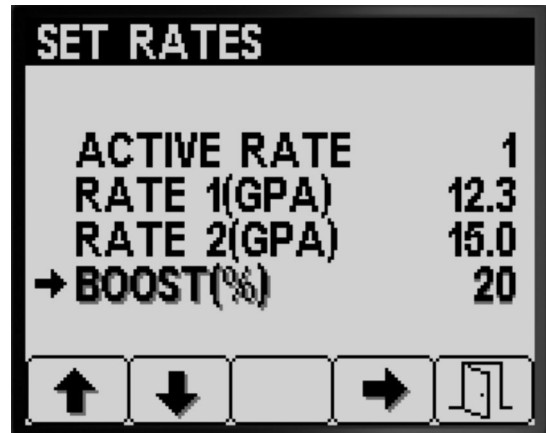 SET RATES
ACTIVE RATE 1
RATE 1(GPA) 12.3
RATE 2(GPA) 15.0
BOOST(%) 20